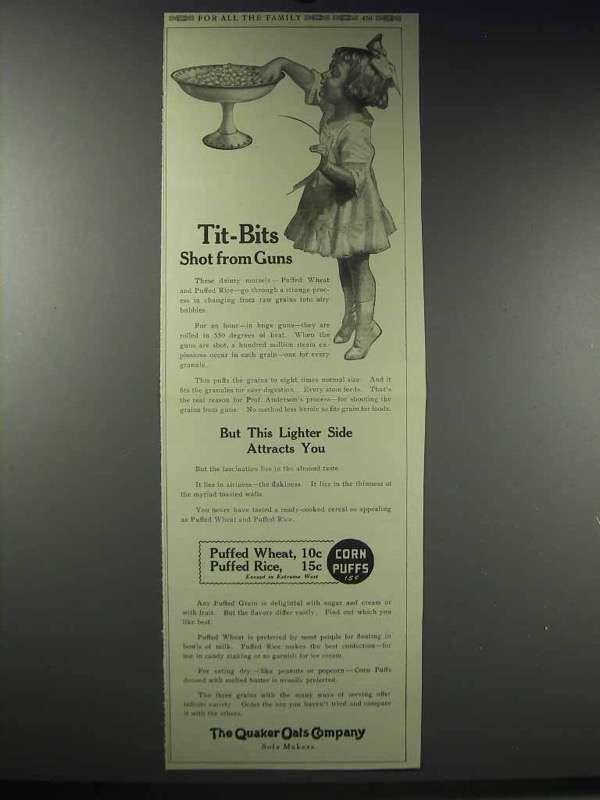 FOR ALL THE FAMILY
Tit-Bits
Shot from Guns
These dainty morsels—Puffed Wheat
and Puffed Rice—go through a strange proc-
ess in changing from raw grains into airy
bubbles.
For an hour—in huge guns—they are
rolled in 550 degrees of heat. When the
guns are shot, a hundred million steam ex-
plosions occur in each grain—one for every
granule.
This puffs the grains to eight times normal size. And it
fits the granules for easy digestion. Every atom feeds. That's
the real reason for Prof. Anderson's process—for shooting the
grains from guns. No method less heroic so fits grain for foods.
But This Lighter Side
Attracts You
But the fascination lies in the almond taste.
It lies in airiness—the flakiness. It lies in the thinness of
the myriad toasted walls.
You never have tasted a ready-cooked cereal so appealing
as Puffed Wheat and Puffed Rice.
Puffed Wheat, 10c
Puffed Rice, 15c
Except in Extreme West
CORN
PUFFS
15¢
Any Puffed Grain is delightful with sugar and cream or
with fruit. But the flavors differ vastly. Find out which you
like best.
Puffed Wheat is preferred by most people for floating in
bowls of milk. Puffed Rice makes the best confection—for
use in candy making or as garnish for ice cream.
For eating dry—like peanuts or popcorn—Corn Puffs
doused with melted butter is usually preferred.
The three grains with the many ways of serving offer
infinite variety. Order the one you haven't tried and compare
it with the others.
The Quaker Oats Company
Sole Makers